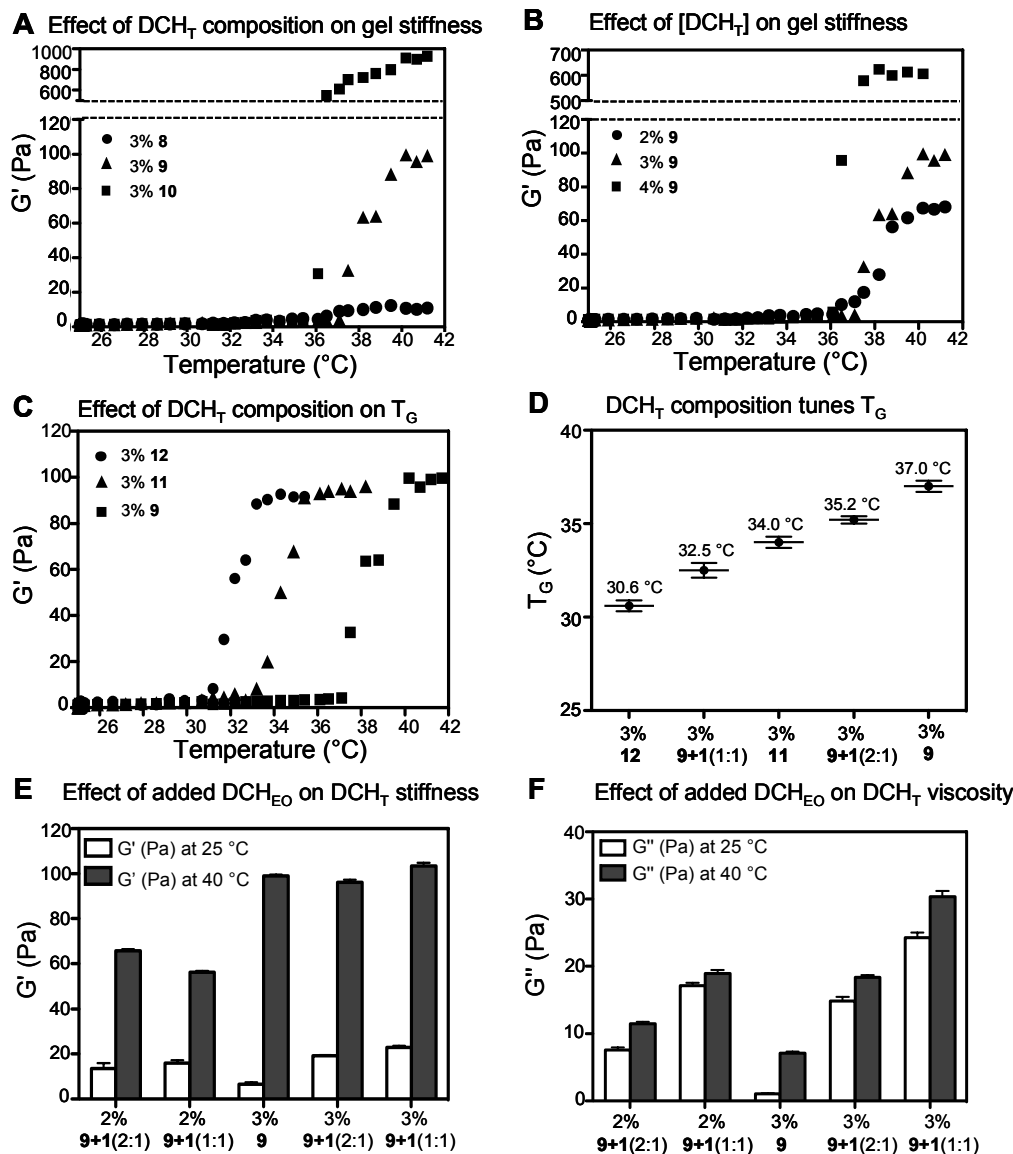 A Effect of DCHT composition on gel stiffness
1000
800
600
120
100
80
60
40
20
0
G' (Pa)
3% 8
3% 9
3% 10
26 28 30 32 34 36 38 40 42
Temperature (°C)
B Effect of [DCHT] on gel stiffness
700
600
500
120
100
80
60
40
20
0
G' (Pa)
2% 9
3% 9
4% 9
26 28 30 32 34 36 38 40 42
Temperature (°C)
C Effect of DCHT composition on TG
120
100
80
60
40
20
0
G' (Pa)
3% 12
3% 11
3% 9
26 28 30 32 34 36 38 40 42
Temperature (°C)
D DCHT composition tunes TG
40
35
30
25
TG (°C)
30.6 °C
32.5 °C
34.0 °C
35.2 °C
37.0 °C
3% 3% 3% 3% 3%
12 9+1(1:1) 11 9+1(2:1) 9
E Effect of added DCHEO on DCHT stiffness
120
100
80
60
40
20
0
G' (Pa)
G' (Pa) at 25 °C
G' (Pa) at 40 °C
2% 2% 3% 3% 3%
9+1(2:1) 9+1(1:1) 9 9+1(2:1) 9+1(1:1)
F Effect of added DCHEO on DCHT viscosity
40
30
20
10
0
G'' (Pa)
G'' (Pa) at 25 °C
G'' (Pa) at 40 °C
2% 2% 3% 3% 3%
9+1(2:1) 9+1(1:1) 9 9+1(2:1) 9+1(1:1)